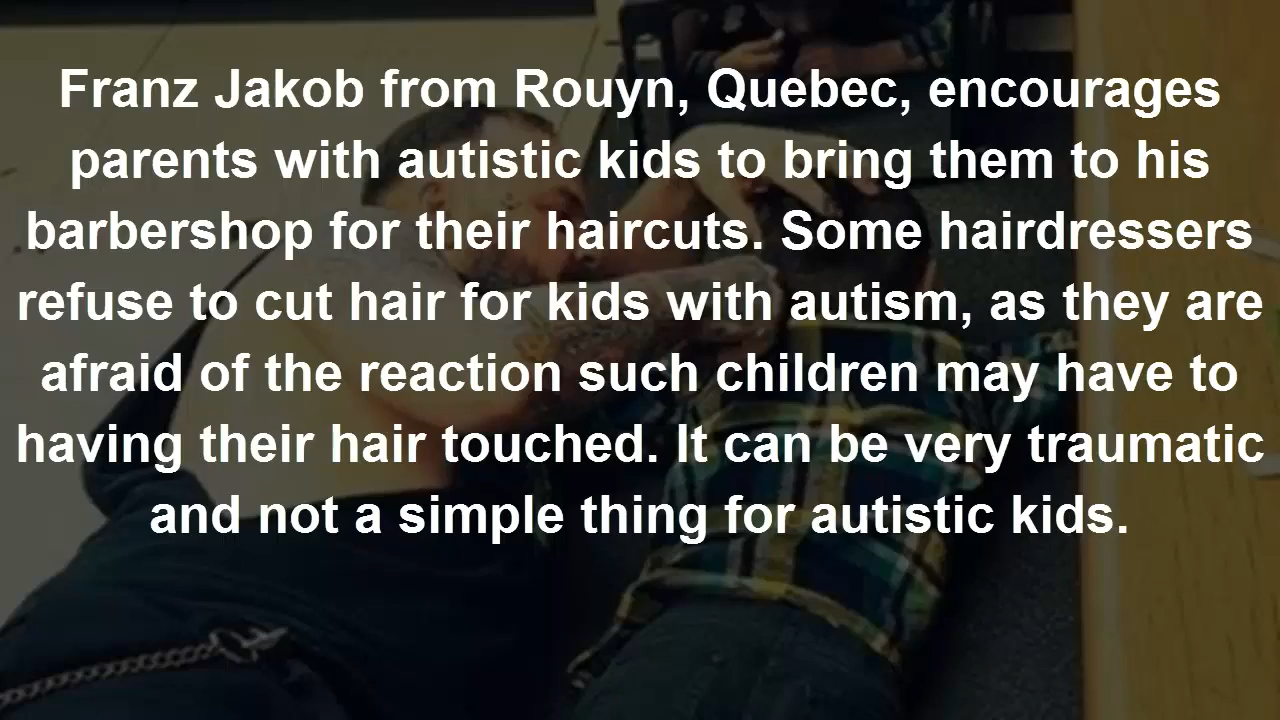 Franz Jakob from Rouyn, Quebec, encourages
parents with autistic kids to bring them to his
barbershop for their haircuts. Some hairdressers
refuse to cut hair for kids with autism, as they are
afraid of the reaction such children may have to
having their hair touched. It can be very traumatic
and not a simple thing for autistic kids.